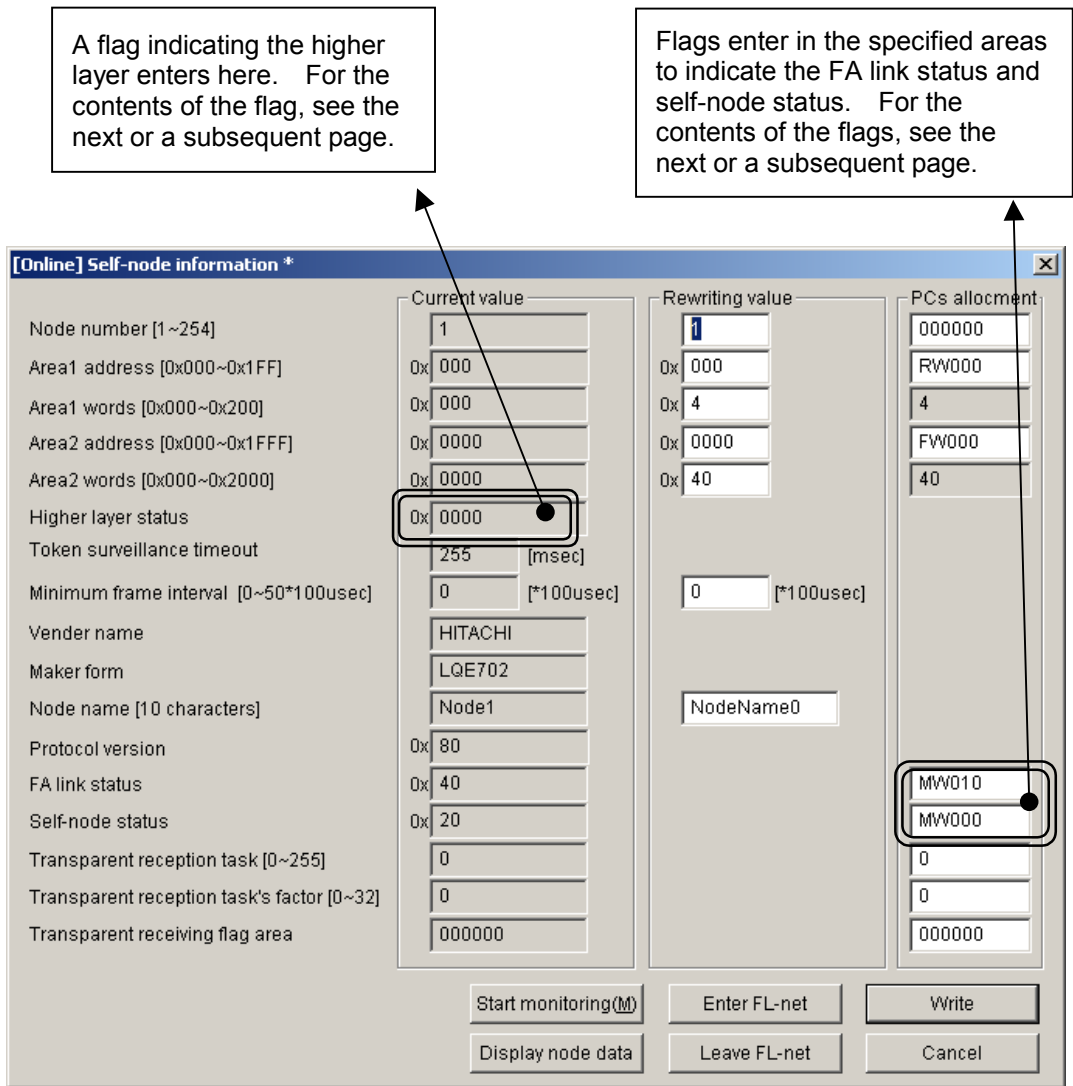 A flag indicating the higher
layer enters here. For the
contents of the flag, see the
next or a subsequent page.
Flags enter in the specified areas
to indicate the FA link status and
self-node status. For the
contents of the flags, see the
next or a subsequent page.
[Online] Self-node information *
Current value Rewriting value PCs allocment
Node number [1~254] 1 1 000000
Area1 address [0x000~0x1FF] 0x 000 0x 000 RW000
Area1 words [0x000~0x200] 0x 000 0x 4 4
Area2 address [0x000~0x1FFF] 0x 0000 0x 0000 FW000
Area2 words [0x000~0x2000] 0x 0000 0x 40 40
Higher layer status 0x 0000
Token surveillance timeout 255 [msec]
Minimum frame interval [0~50*100usec] 0 [*100usec] 0 [*100usec]
Vender name HITACHI
Maker form LQE702
Node name [10 characters] Node1 NodeName0
Protocol version 0x 80
FA link status 0x 40 MW010
Self-node status 0x 20 MW000
Transparent reception task [0~255] 0 0
Transparent reception task's factor [0~32] 0 0
Transparent receiving flag area 000000 000000
Start monitoring(M) Enter FL-net Write
Display node data Leave FL-net Cancel